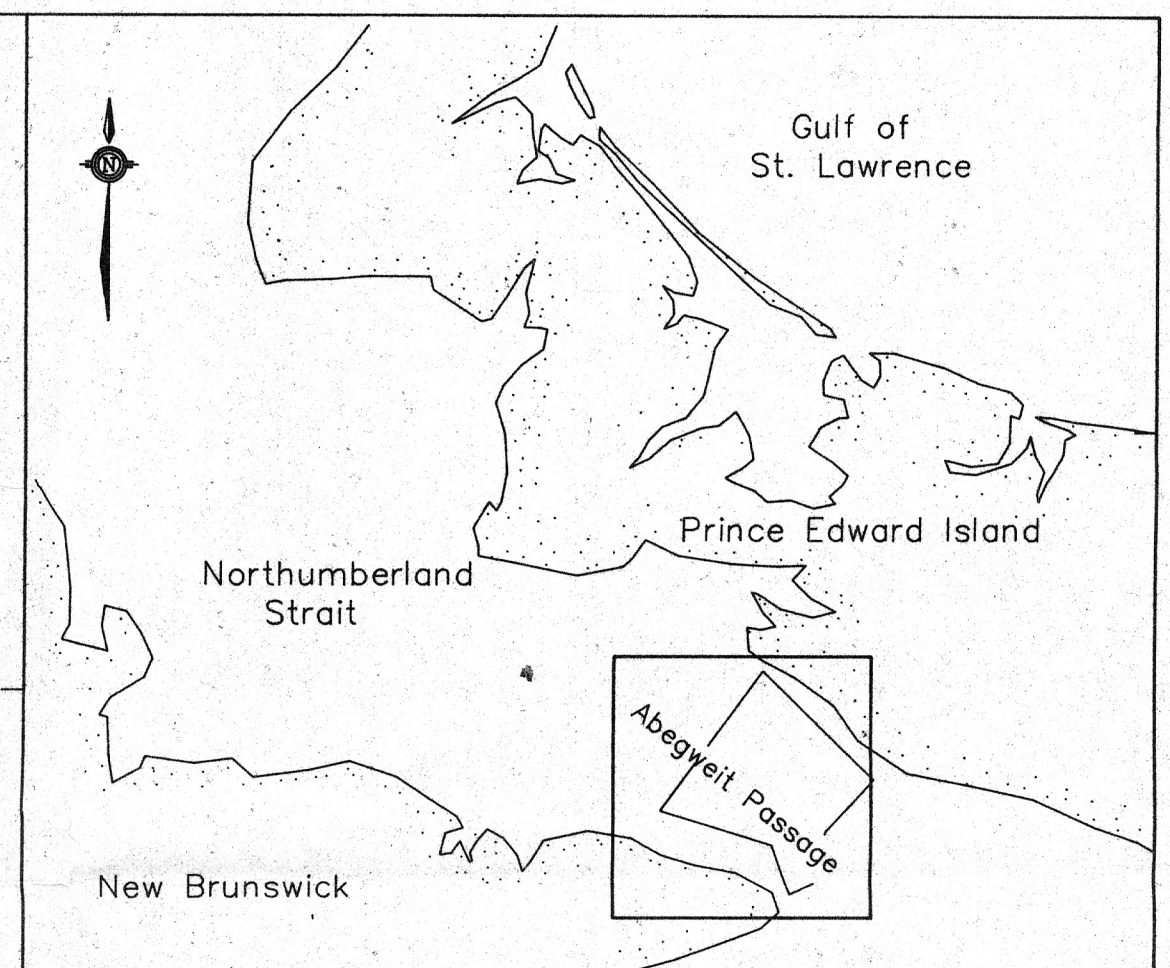 N
Gulf of
St. Lawrence
Prince Edward Island
Northumberland
Strait
Abegweit Passage
New Brunswick